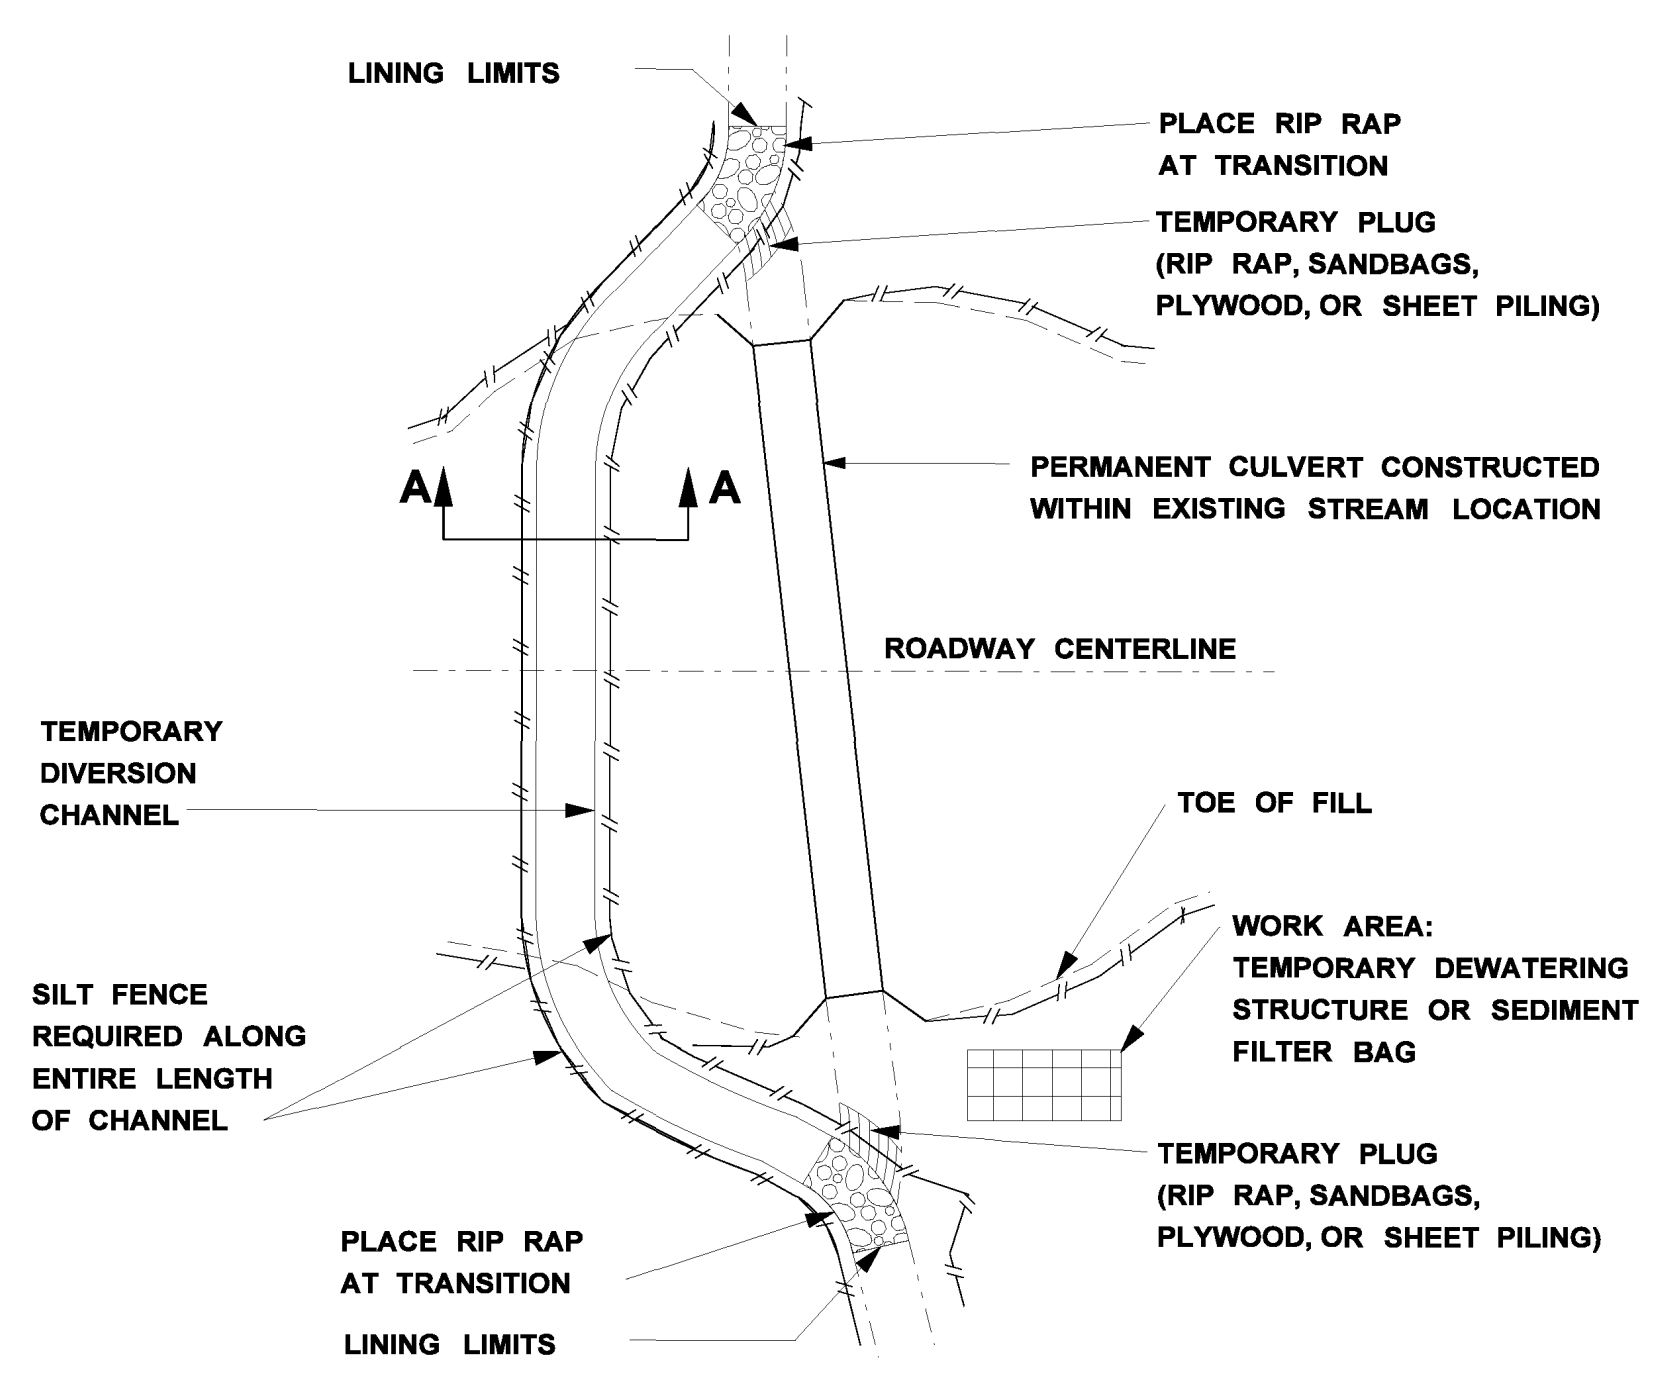 LINING LIMITS
PLACE RIP RAP
AT TRANSITION
TEMPORARY PLUG
(RIP RAP, SANDBAGS,
PLYWOOD, OR SHEET PILING)
A
A
PERMANENT CULVERT CONSTRUCTED
WITHIN EXISTING STREAM LOCATION
ROADWAY CENTERLINE
TEMPORARY
DIVERSION
CHANNEL
TOE OF FILL
WORK AREA:
TEMPORARY DEWATERING
STRUCTURE OR SEDIMENT
FILTER BAG
SILT FENCE
REQUIRED ALONG
ENTIRE LENGTH
OF CHANNEL
TEMPORARY PLUG
(RIP RAP, SANDBAGS,
PLYWOOD, OR SHEET PILING)
PLACE RIP RAP
AT TRANSITION
LINING LIMITS